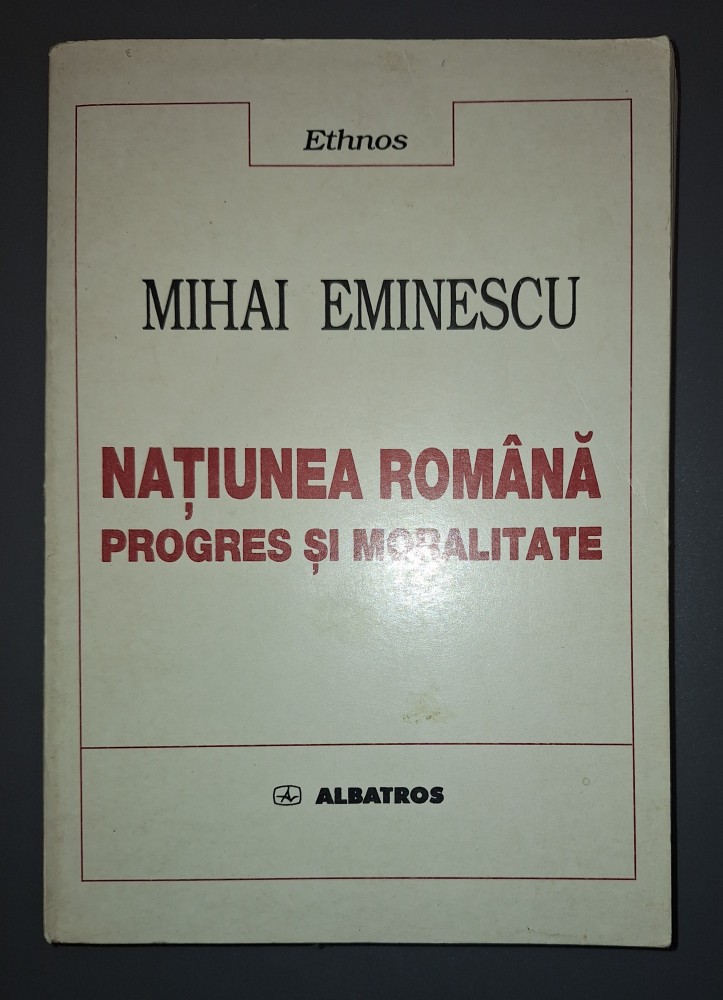 Ethnos
MIHAI EMINESCU
NAȚIUNEA ROMÂNĂ
PROGRES ȘI MORALITATE
ALBATROS